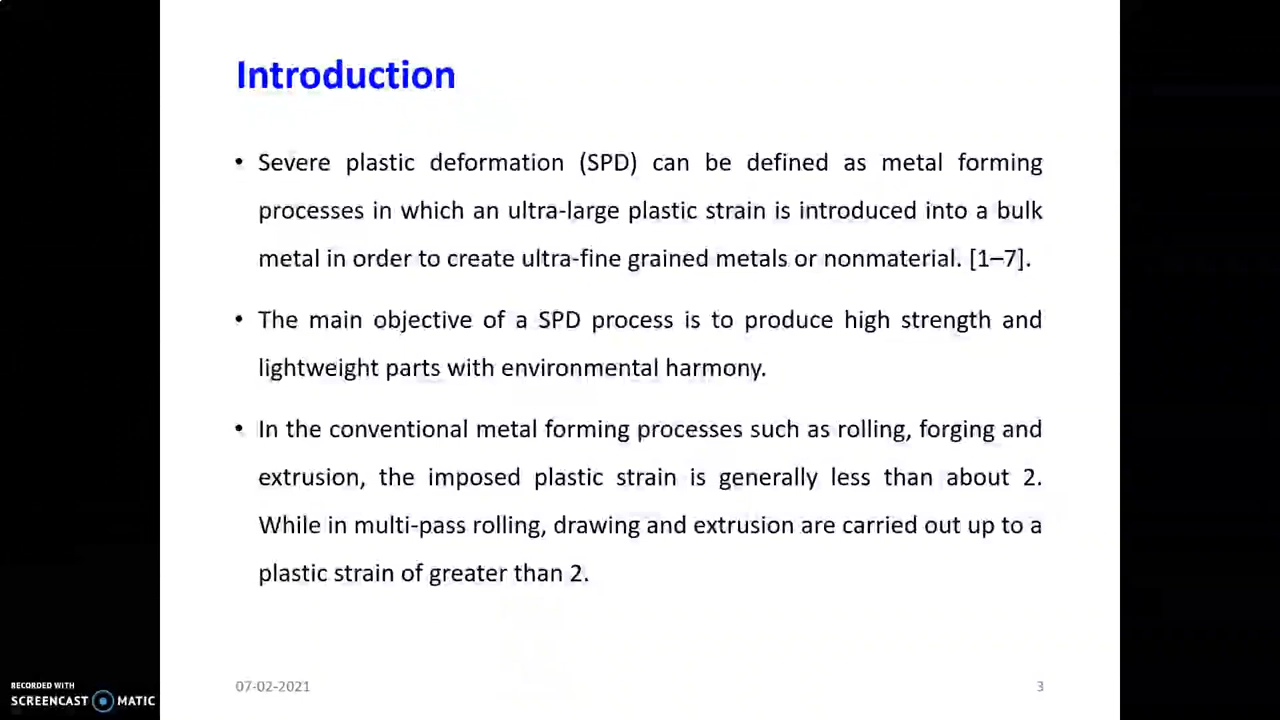 Introduction
• Severe plastic deformation (SPD) can be defined as metal forming
processes in which an ultra-large plastic strain is introduced into a bulk
metal in order to create ultra-fine grained metals or nonmaterial. [1–7].
• The main objective of a SPD process is to produce high strength and
lightweight parts with environmental harmony.
• In the conventional metal forming processes such as rolling, forging and
extrusion, the imposed plastic strain is generally less than about 2.
While in multi-pass rolling, drawing and extrusion are carried out up to a
plastic strain of greater than 2.
07-02-2021
3
RECORDED WITH
SCREENCAST MATIC